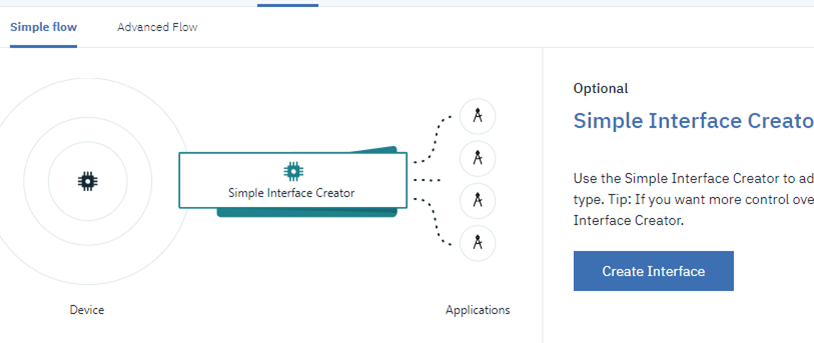 Simple flow
Advanced Flow
Optional
Simple Interface Creato
Simple Interface Creator
Use the Simple Interface Creator to ad
type. Tip: If you want more control ove
Interface Creator.
Create Interface
Device
Applications